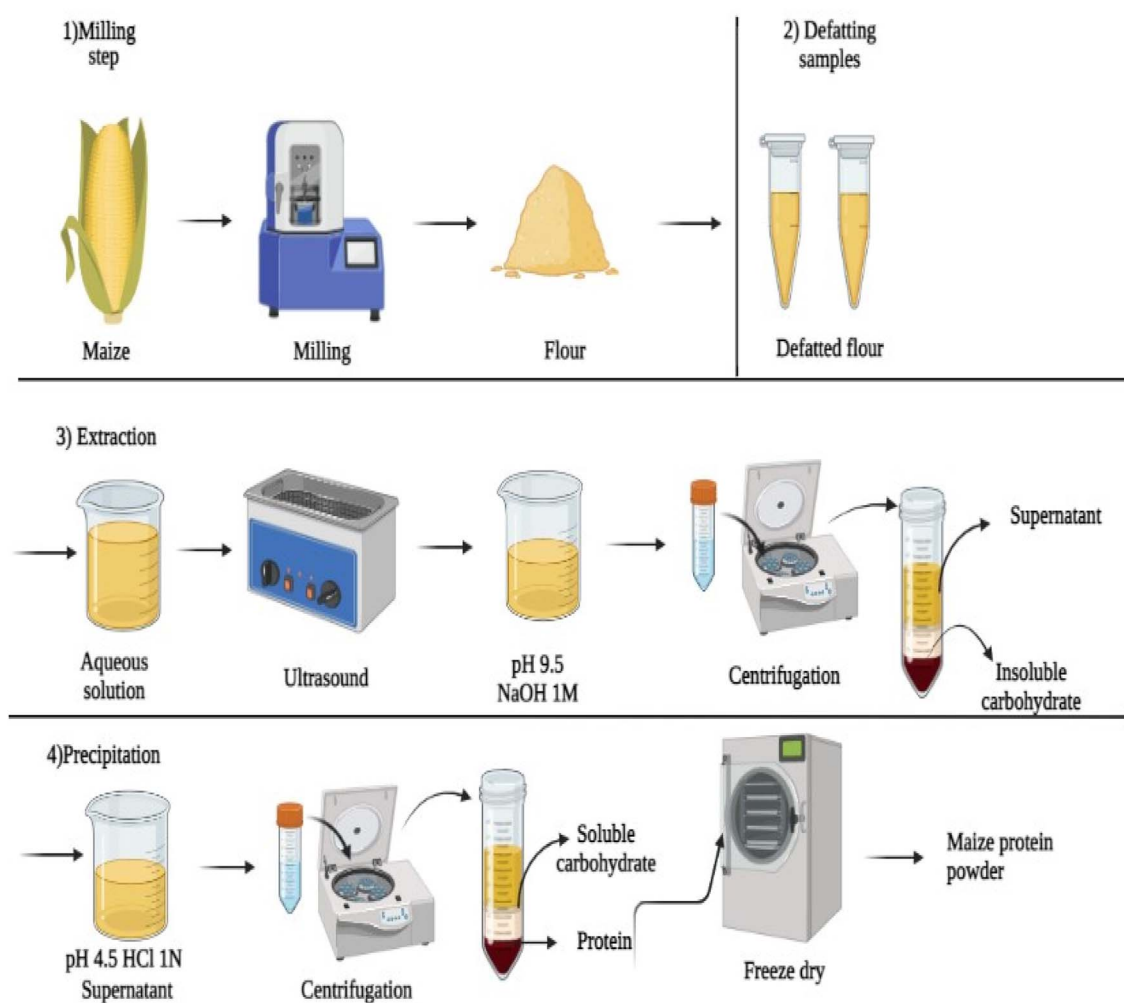 1)Milling
step
2) Defatting
samples
Maize
Milling
Flour
Defatted flour
3) Extraction
Supernatant
Aqueous
solution
Ultrasound
pH 9.5
NaOH 1M
Centrifugation
Insoluble
carbohydrate
4)Precipitation
Soluble
carbohydrate
Maize protein
powder
Protein
pH 4.5 HCl 1N
Supernatant
Centrifugation
Freeze dry